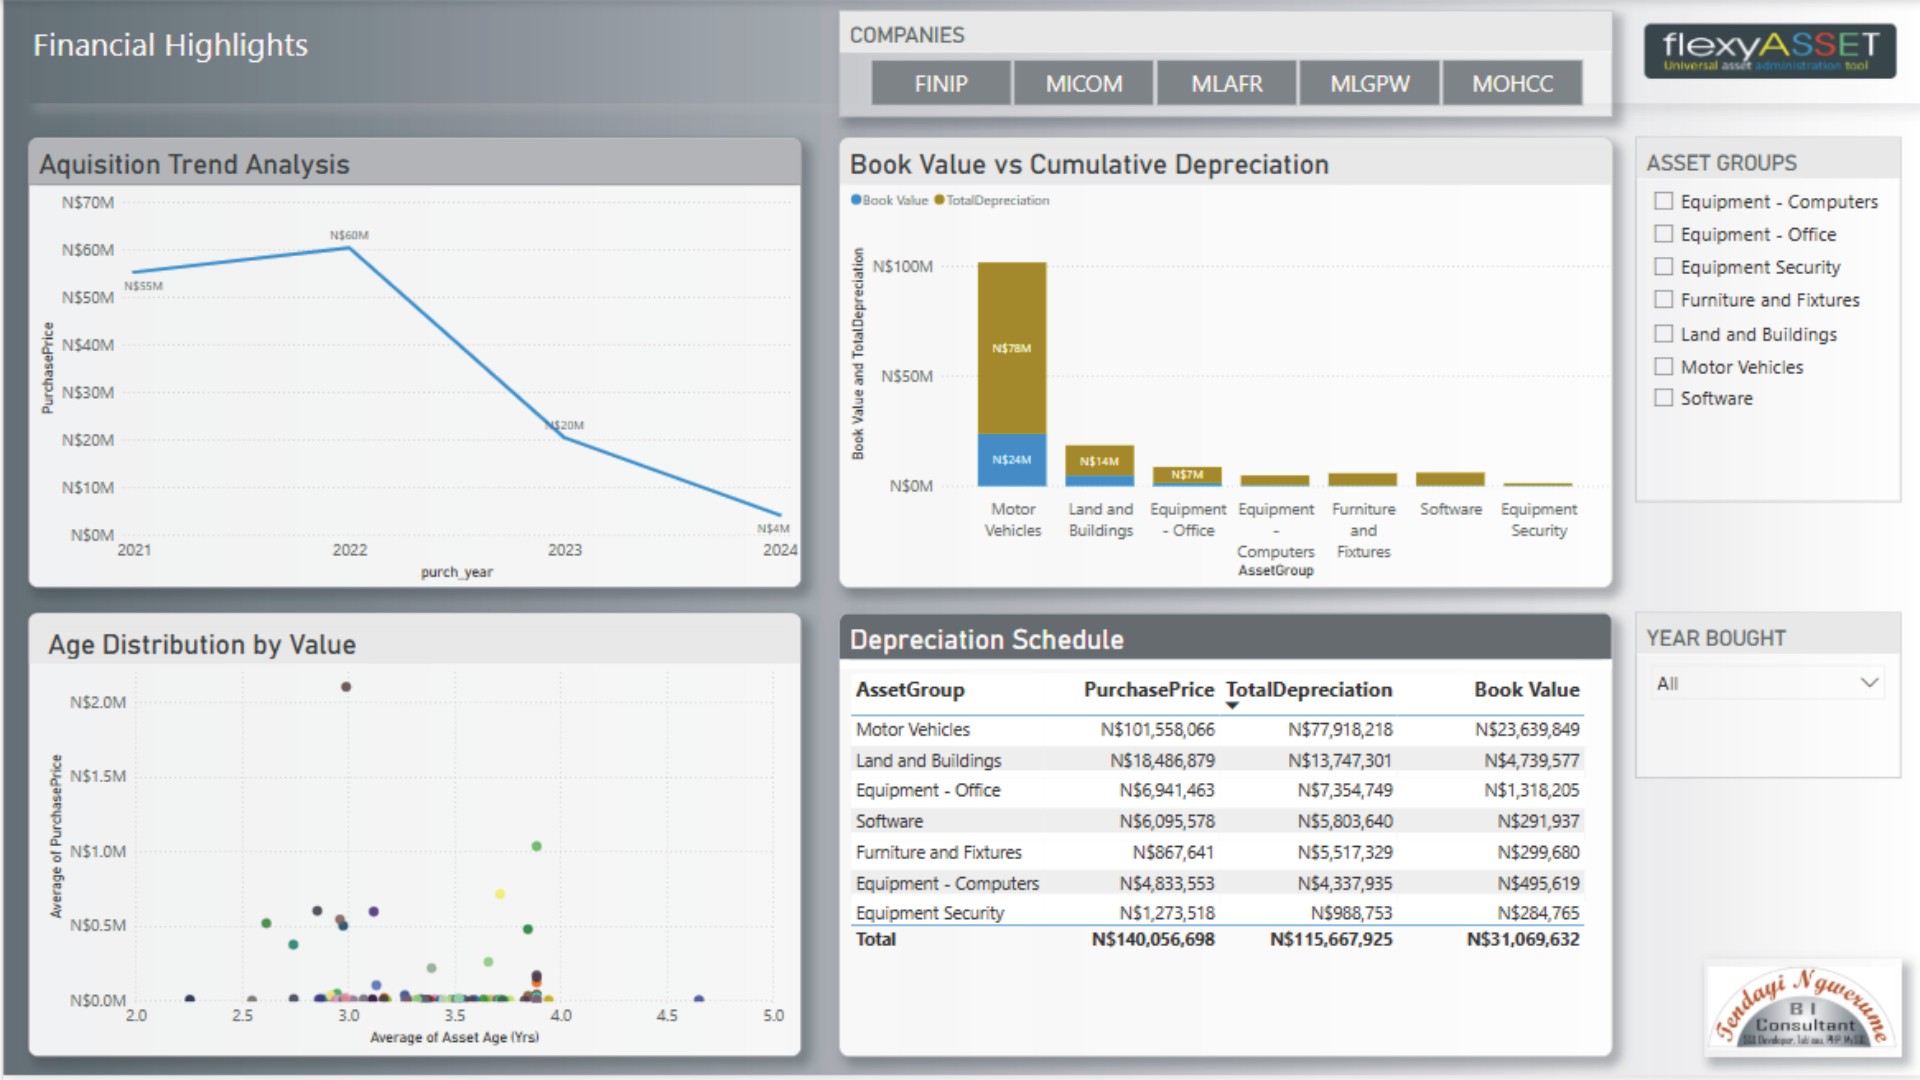 Financial Highlights
COMPANIES
FINIP MICOM MLAFR MLGPW MOHCC
flexyASSET
Universal asset administration tool
Aquisition Trend Analysis
N$70M
N$60M
N$50M
N$40M
N$30M
N$20M
N$10M
N$0M
PurchasePrice
N$55M
N$60M
N$20M
N$4M
2021 2022 2023 2024
purch_year
Book Value vs Cumulative Depreciation
Book Value TotalDepreciation
Book Value and TotalDepreciation
N$100M
N$50M
N$0M
N$78M
N$24M
N$14M
N$7M
Motor Vehicles
Land and Buildings
Equipment - Office
Equipment - Computers
Furniture and Fixtures
Software
Equipment Security
AssetGroup
ASSET GROUPS
Equipment - Computers
Equipment - Office
Equipment Security
Furniture and Fixtures
Land and Buildings
Motor Vehicles
Software
Age Distribution by Value
Average of PurchasePrice
N$2.0M
N$1.5M
N$1.0M
N$0.5M
N$0.0M
2.0 2.5 3.0 3.5 4.0 4.5 5.0
Average of Asset Age (Yrs)
Depreciation Schedule
AssetGroup PurchasePrice TotalDepreciation Book Value
Motor Vehicles N$101,558,066 N$77,918,218 N$23,639,849
Land and Buildings N$18,486,879 N$13,747,301 N$4,739,577
Equipment - Office N$6,941,463 N$7,354,749 N$1,318,205
Software N$6,095,578 N$5,803,640 N$291,937
Furniture and Fixtures N$867,641 N$5,517,329 N$299,680
Equipment - Computers N$4,833,553 N$4,337,935 N$495,619
Equipment Security N$1,273,518 N$988,753 N$284,765
Total N$140,056,698 N$115,667,925 N$31,069,632
YEAR BOUGHT
All
Tendayi Ngwerume
BI
Consultant
Developer, Tableau, PHP, MySQL